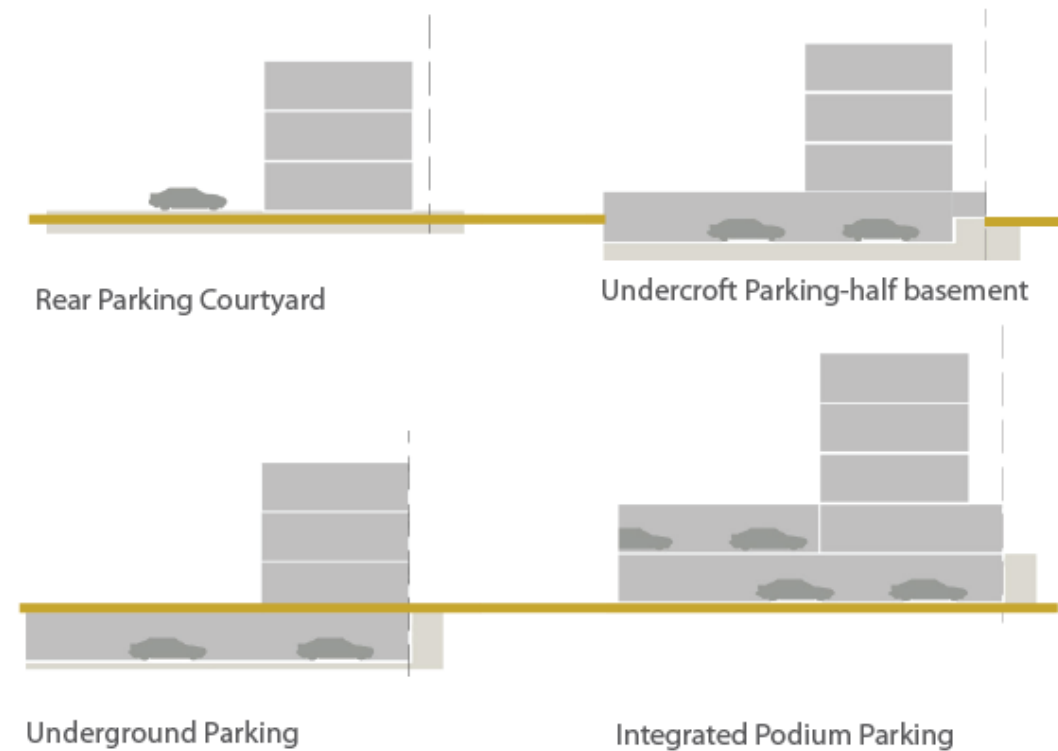 Rear Parking Courtyard
Undercroft Parking-half basement
Underground Parking
Integrated Podium Parking